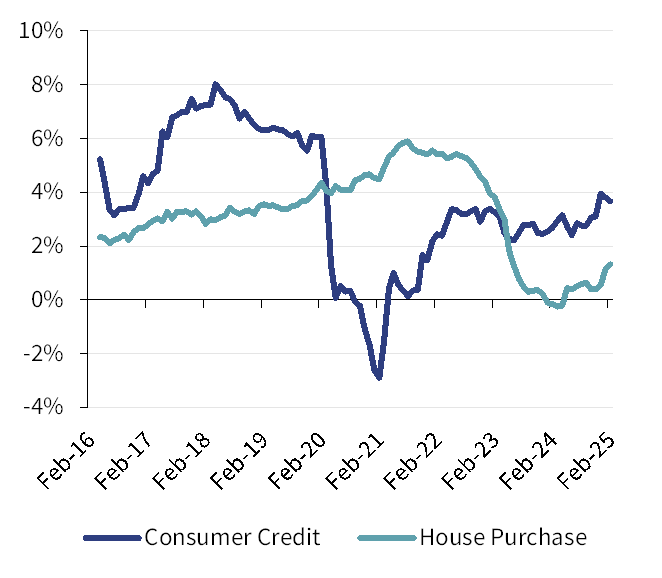 10%
8%
6%
4%
2%
0%
-2%
-4%
Feb-16
Feb-17
Feb-18
Feb-19
Feb-20
Feb-21
Feb-22
Feb-23
Feb-24
Feb-25
Consumer Credit
House Purchase